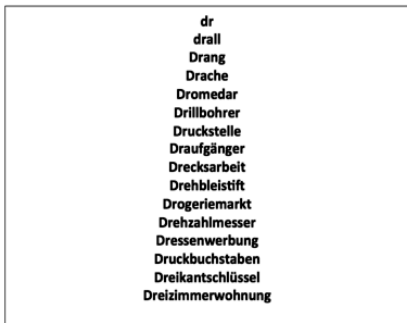 dr
drall
Drang
Drache
Dromedar
Drillbohrer
Druckstelle
Draufgänger
Drecksarbeit
Drehbleistift
Drogeriemarkt
Drehzahlmesser
Dressenwerbung
Druckbuchstaben
Dreikantschlüssel
Dreizimmerwohnung